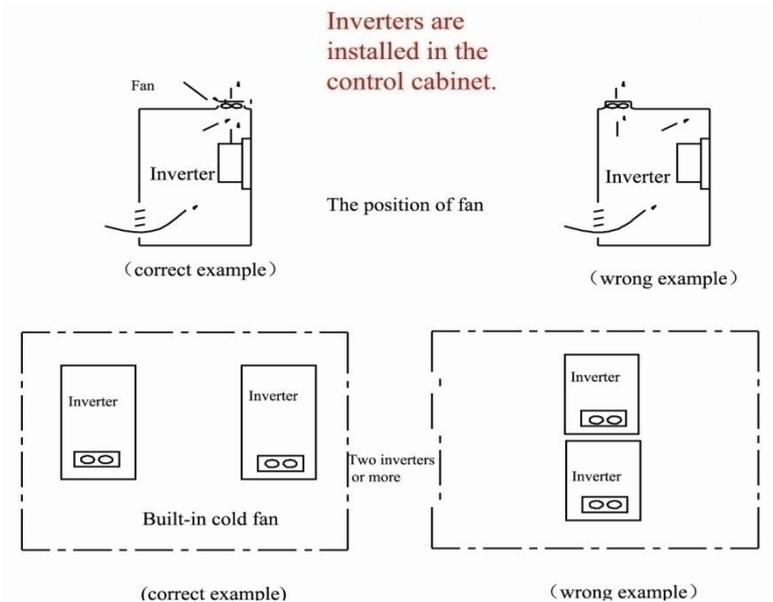 Inverters are
installed in the
control cabinet.
Fan
Inverter
Inverter
The position of fan
（correct example）
（wrong example）
Inverter
Inverter
Inverter
Two inverters
or more
Inverter
Built-in cold fan
(correct example)
（wrong example）